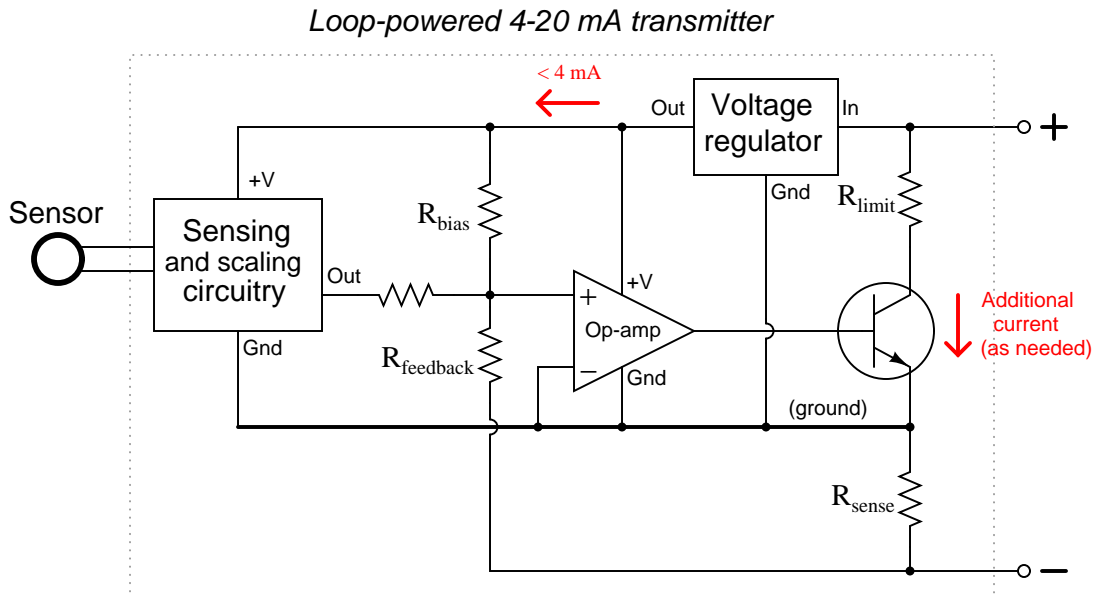 Loop-powered 4-20 mA transmitter
< 4 mA
Out
Voltage
regulator
In
Gnd
+
+V
Sensor
Sensing
and scaling
circuitry
Out
Gnd
Rbias
Rfeedback
+
−
+V
Op-amp
Gnd
Rlimit
Additional
current
(as needed)
(ground)
Rsense
−